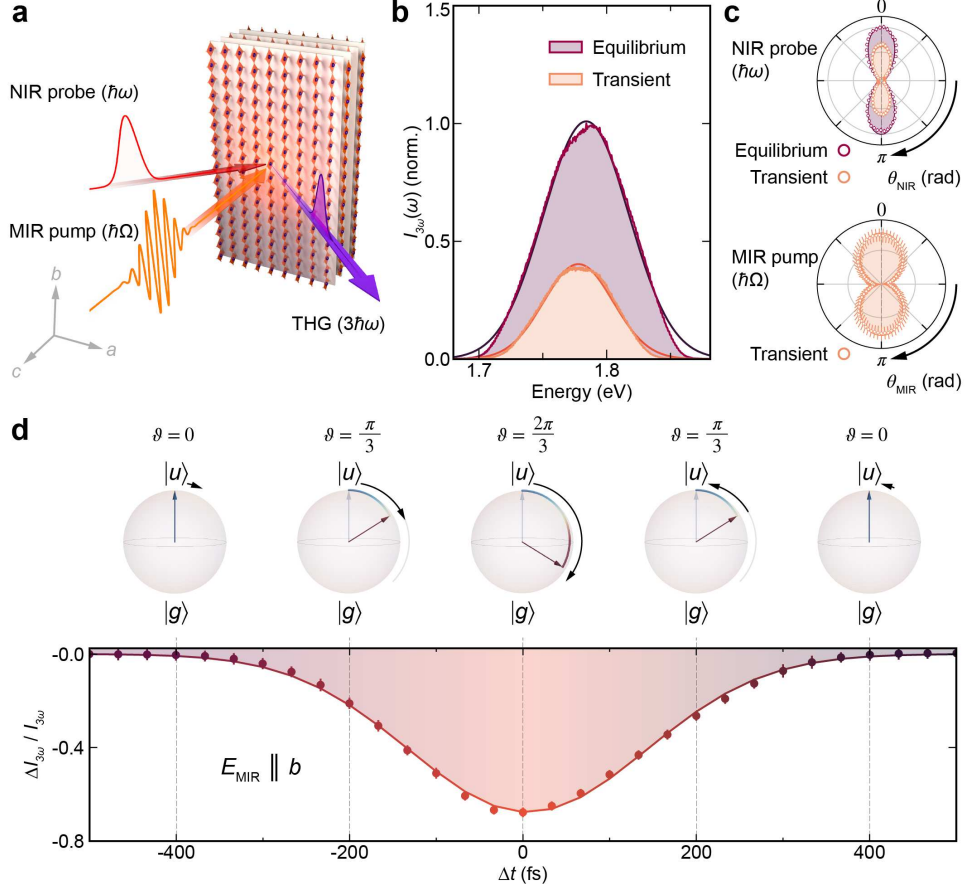 a
NIR probe (ℏω)
MIR pump (ℏΩ)
THG (3ℏω)
b
a
c
b
1.5
1.0
0.5
0.0
I3ω(ω) (norm.)
Equilibrium
Transient
1.7
1.8
Energy (eV)
c
NIR probe
(ℏω)
0
π
Equilibrium
Transient
θNIR (rad)
0
MIR pump
(ℏΩ)
Transient
π
θMIR (rad)
d
ϑ = 0
ϑ = π/3
ϑ = 2π/3
ϑ = π/3
ϑ = 0
|u⟩
|u⟩
|u⟩
|u⟩
|u⟩
|g⟩
|g⟩
|g⟩
|g⟩
|g⟩
-0.0
-0.4
-0.8
ΔI3ω / I3ω
EMIR ∥ b
-400
-200
0
200
400
Δt (fs)